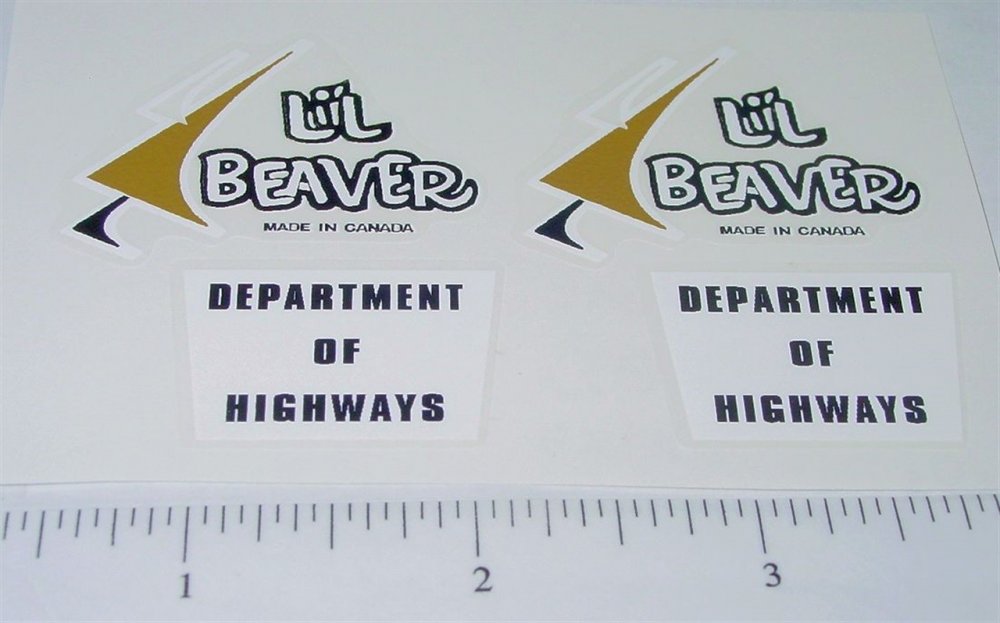 LI'L
BEAVER
MADE IN CANADA
LI'L
BEAVER
MADE IN CANADA
DEPARTMENT
OF
HIGHWAYS
DEPARTMENT
OF
HIGHWAYS
1 2 3